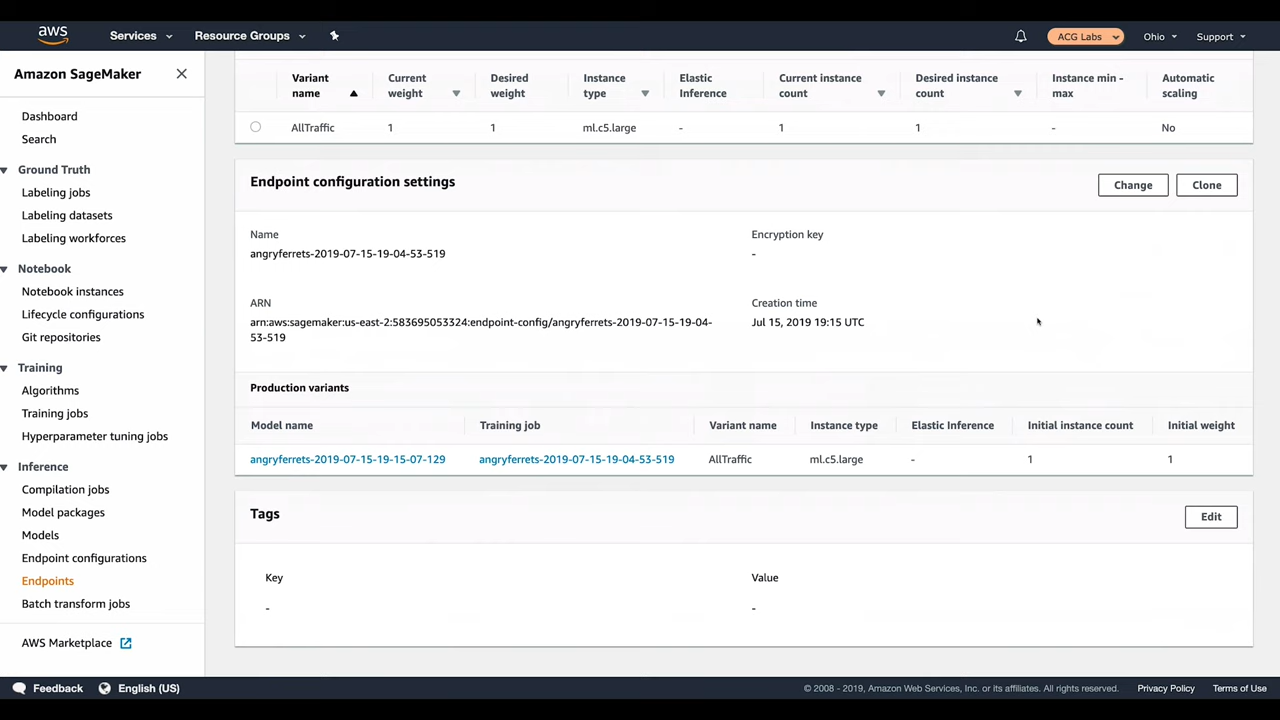 aws Services Resource Groups ACG Labs Ohio Support
Amazon SageMaker
Dashboard
Search
Ground Truth
Labeling jobs
Labeling datasets
Labeling workforces
Notebook
Notebook instances
Lifecycle configurations
Git repositories
Training
Algorithms
Training jobs
Hyperparameter tuning jobs
Inference
Compilation jobs
Model packages
Models
Endpoint configurations
Endpoints
Batch transform jobs
AWS Marketplace
Variant name Current weight Desired weight Instance type Elastic Inference Current instance count Desired instance count Instance min - max Automatic scaling
AllTraffic 1 1 ml.c5.large - 1 1 - No
Endpoint configuration settings Change Clone
Name Encryption key
angryferrets-2019-07-15-19-04-53-519 -
ARN Creation time
arn:aws:sagemaker:us-east-2:583695053324:endpoint-config/angryferrets-2019-07-15-19-04- Jul 15, 2019 19:15 UTC
53-519
Production variants
Model name Training job Variant name Instance type Elastic Inference Initial instance count Initial weight
angryferrets-2019-07-15-19-15-07-129 angryferrets-2019-07-15-19-04-53-519 AllTraffic ml.c5.large - 1 1
Tags Edit
Key Value
- -
Feedback English (US) © 2008 - 2019, Amazon Web Services, Inc. or its affiliates. All rights reserved. Privacy Policy Terms of Use